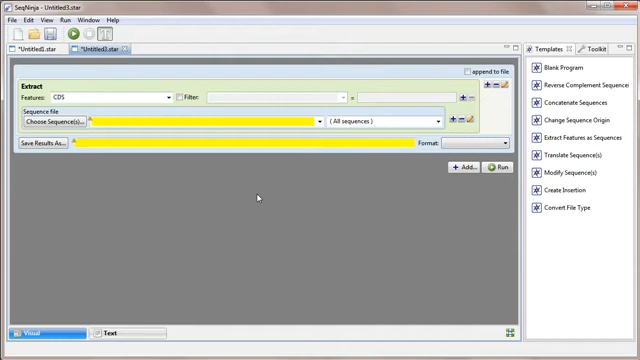 SeqNinja - Untitled3.star
File Edit View Run Window Help
*Untitled1.star
*Untitled3.star
append to file
Extract
Features: CDS
Filter:
=
Sequence file
Choose Sequence(s)...
( All sequences )
Save Results As...
Format:
Add...
Run
Visual
Text
Templates
Toolkit
Blank Program
Reverse Complement Sequences
Concatenate Sequences
Change Sequence Origin
Extract Features as Sequences
Translate Sequence(s)
Modify Sequence(s)
Create Insertion
Convert File Type